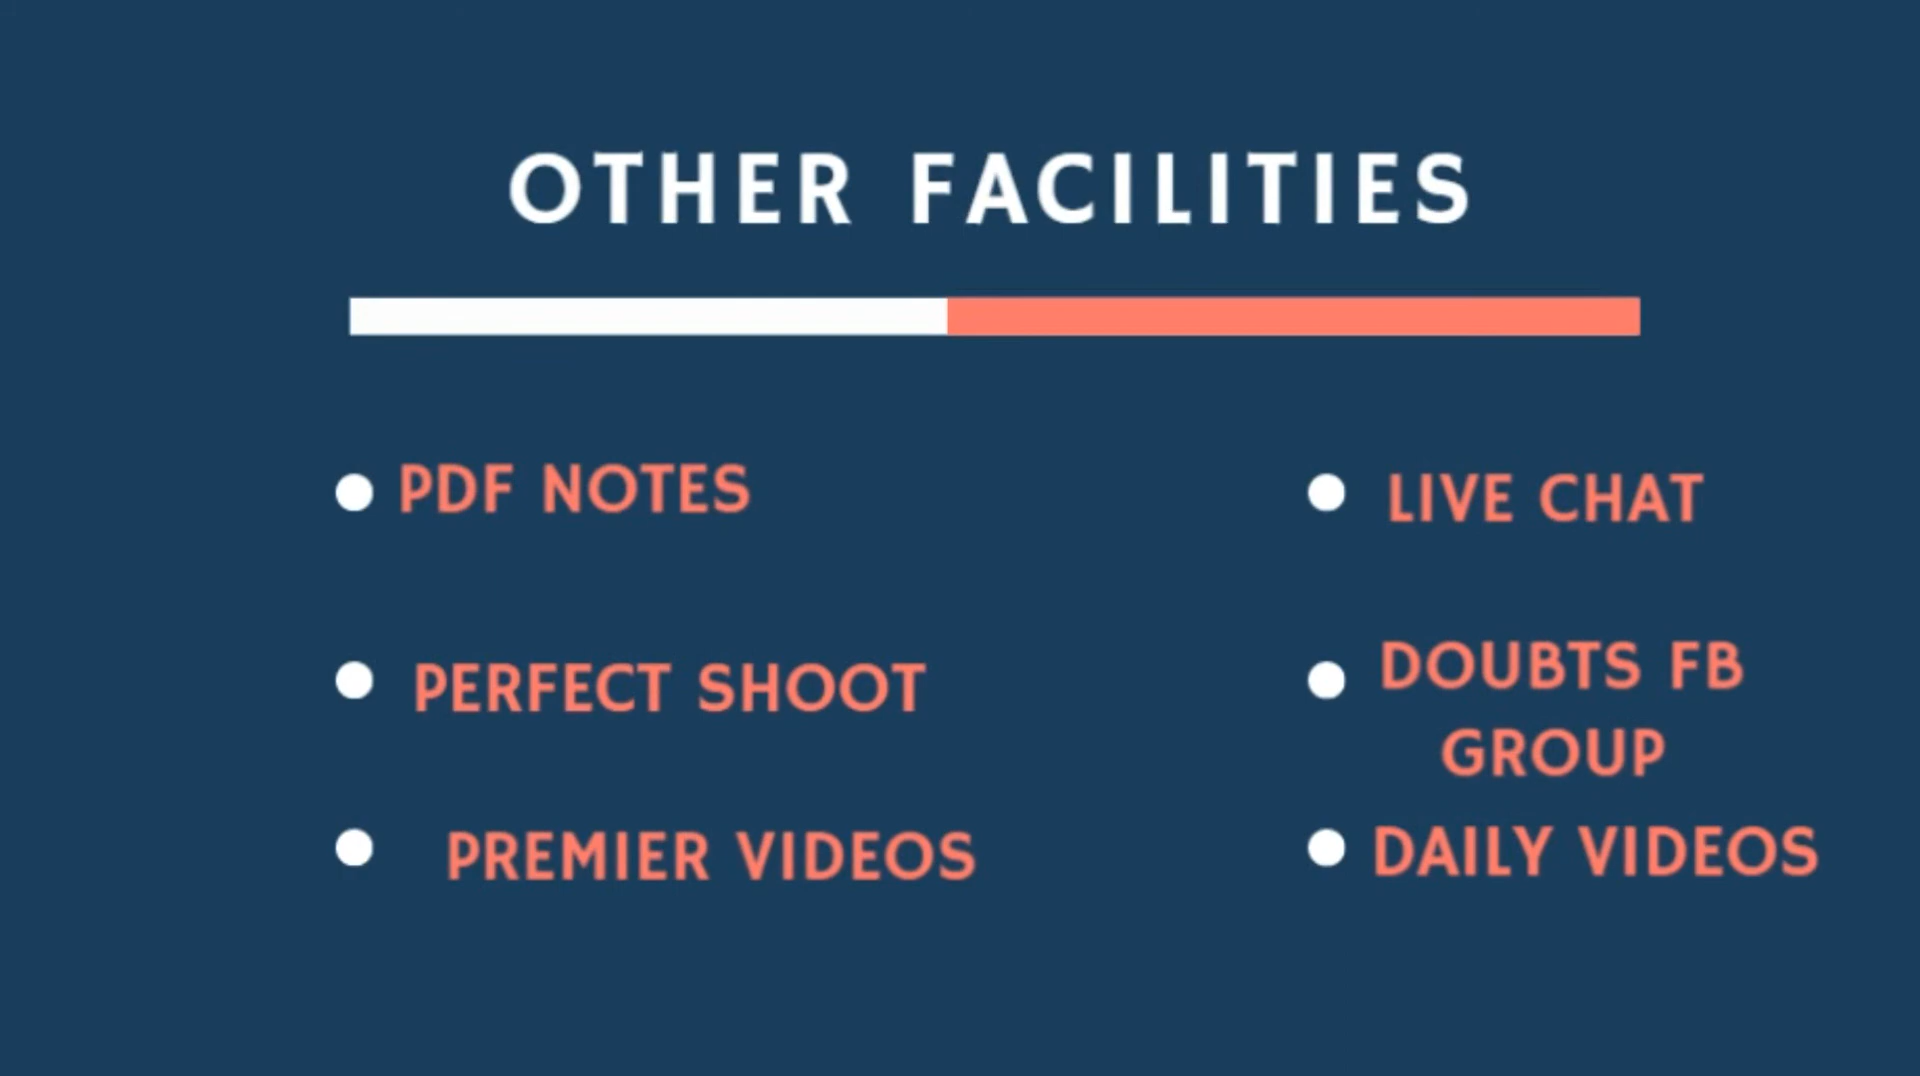 OTHER FACILITIES
PDF NOTES
PERFECT SHOOT
PREMIER VIDEOS
LIVE CHAT
DOUBTS FB
GROUP
DAILY VIDEOS